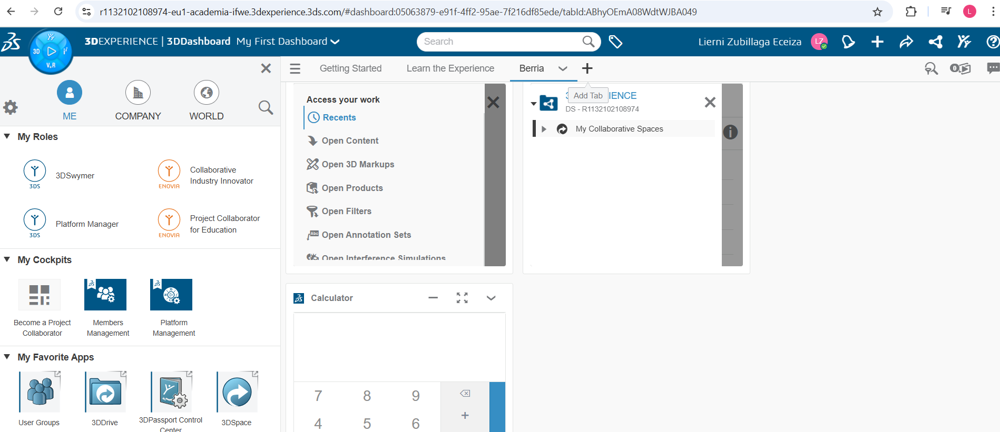 r1132102108974-eu1-academia-ifwe.3dexperience.3ds.com/#dashboard:05063879-e91f-4ff2-95ae-7f216df85ede/tabId:ABhyOEmA08WdtWJBA049
L
3DEXPERIENCE | 3DDashboard My First Dashboard
Search
Lierni Zubillaga Eceiza
LZ
3D
V.R
Getting Started
Learn the Experience
Berria
0
Add Tab
ME
COMPANY
WORLD
My Roles
3DSwymer
3DS
Collaborative
Industry Innovator
ENOVIA
Platform Manager
3DS
Project Collaborator
for Education
ENOVIA
My Cockpits
Become a Project
Collaborator
Members
Management
Platform
Management
My Favorite Apps
User Groups
3DDrive
3DPassport Control
Center
3DSpace
Access your work
Recents
Open Content
Open 3D Markups
Open Products
Open Filters
Abc
Open Annotation Sets
Open Interference Simulations
IENCE
DS - R1132102108974
My Collaborative Spaces
Calculator
7 8 9
+
4 5 6